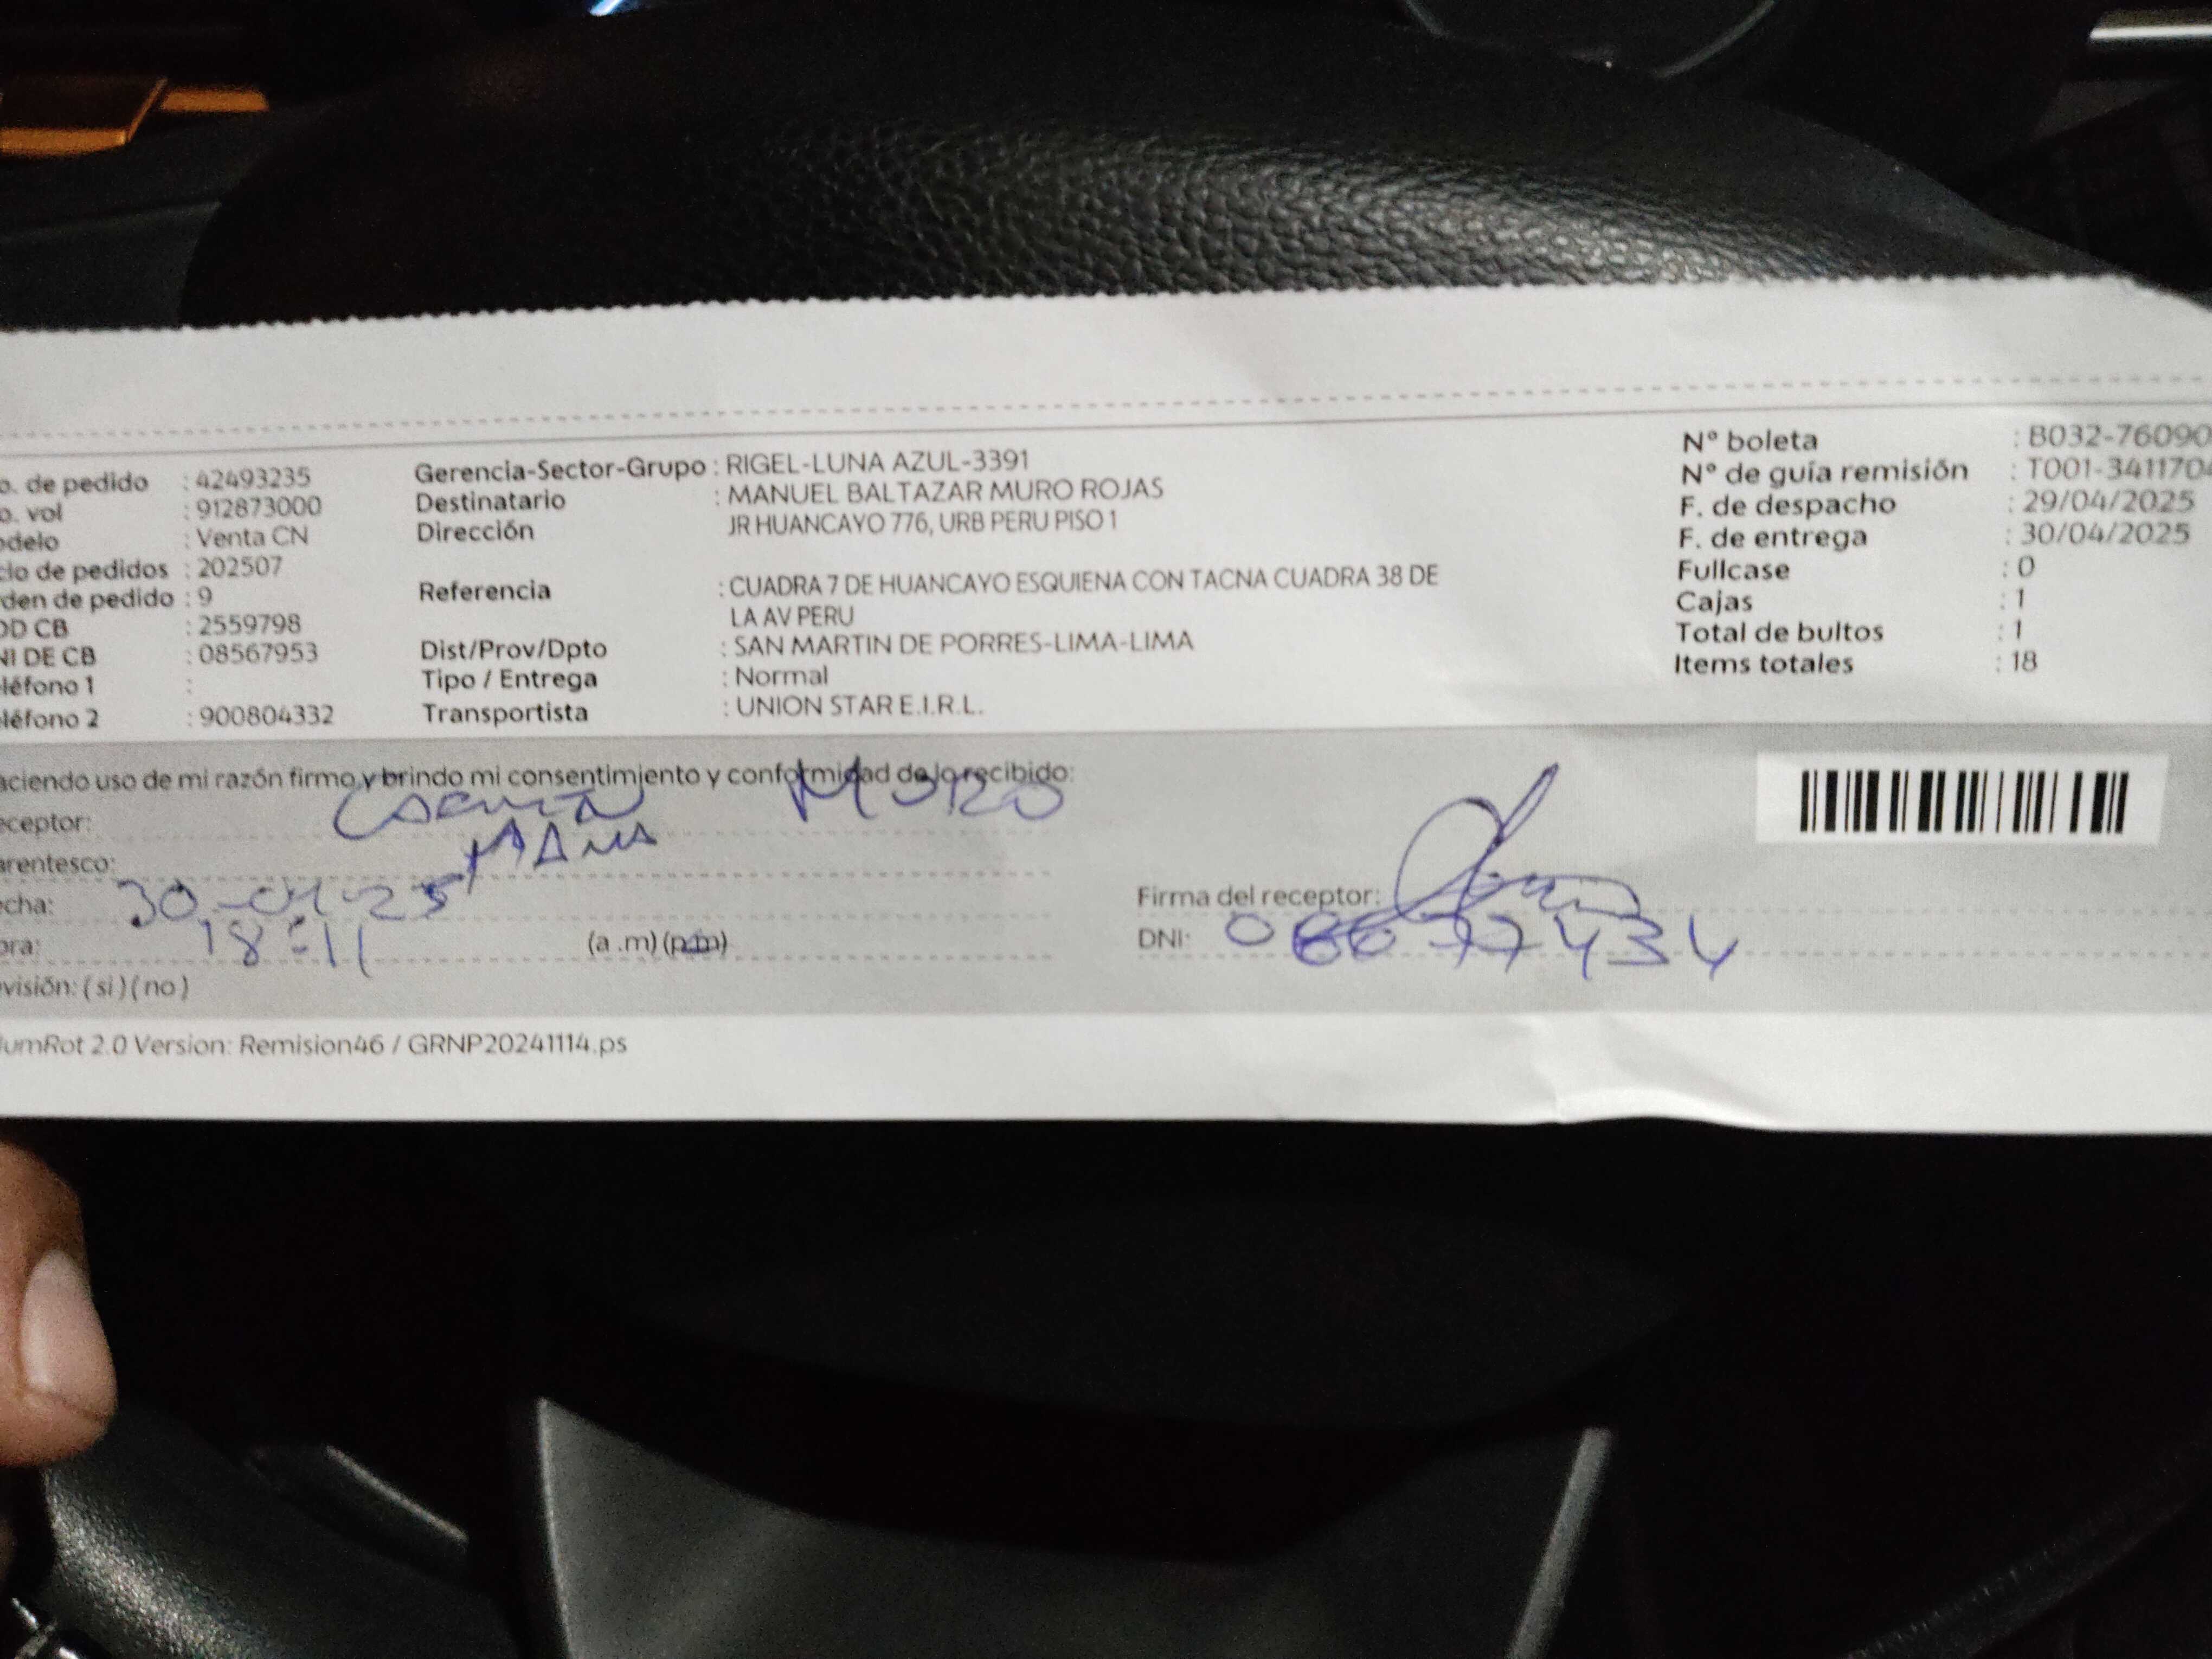 o. de pedido : 42493235
o. vol : 912873000
odelo : Venta CN
clo de pedidos : 202507
den de pedido : 9
OD CB : 2559798
NI DE CB : 08567953
eléfono 1 :
eléfono 2 : 900804332
Gerencia-Sector-Grupo : RIGEL-LUNA AZUL-3391
Destinatario : MANUEL BALTAZAR MURO ROJAS
Dirección JR HUANCAYO 776, URB PERU PISO 1
Referencia : CUADRA 7 DE HUANCAYO ESQUIENA CON TACNA CUADRA 38 DE
LA AV PERU
Dist/Prov/Dpto : SAN MARTIN DE PORRES-LIMA-LIMA
Tipo / Entrega : Normal
Transportista : UNION STAR E.I.R.L.
N° boleta : B032-76090
N° de guía remisión : T001-3411704
F. de despacho : 29/04/2025
F. de entrega : 30/04/2025
Fullcase : 0
Cajas : 1
Total de bultos : 1
Items totales : 18
aciendo uso de mi razón firmo y brindo mi consentimiento y conformidad de lo recibido:
eceptor: Muro
arentesco:
echa: 30-04-25
ora: 18:11 (a .m) (p.m)
evisión: ( si ) ( no )
Firma del receptor:
DNI:
umRot 2.0 Version: Remision46 / GRNP20241114.ps